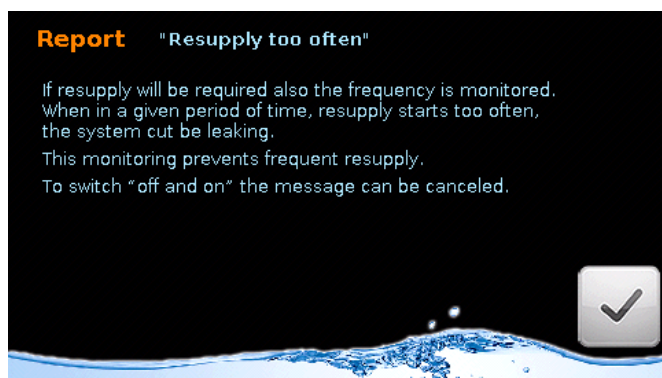 Report "Resupply too often"
If resupply will be required also the frequency is monitored.
When in a given period of time, resupply starts too often,
the system cut be leaking.
This monitoring prevents frequent resupply.
To switch “off and on” the message can be canceled.